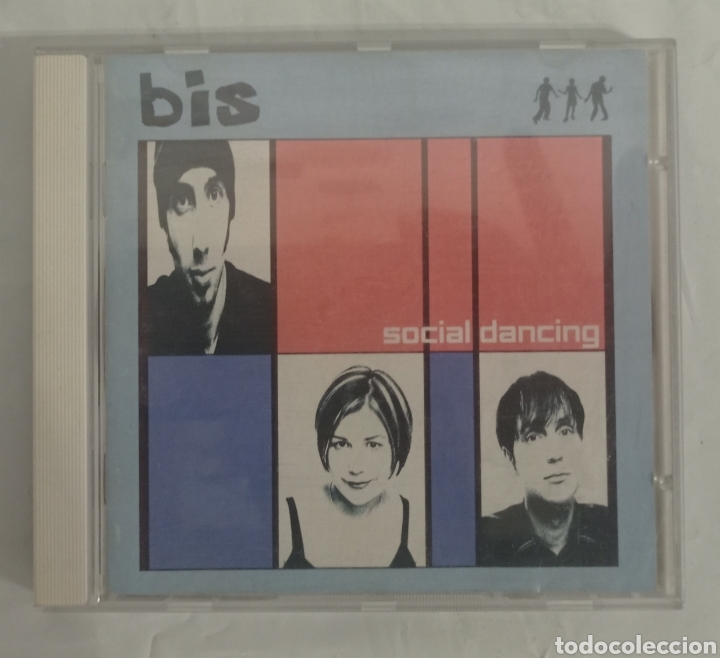 bis
social dancing
todocoleccion